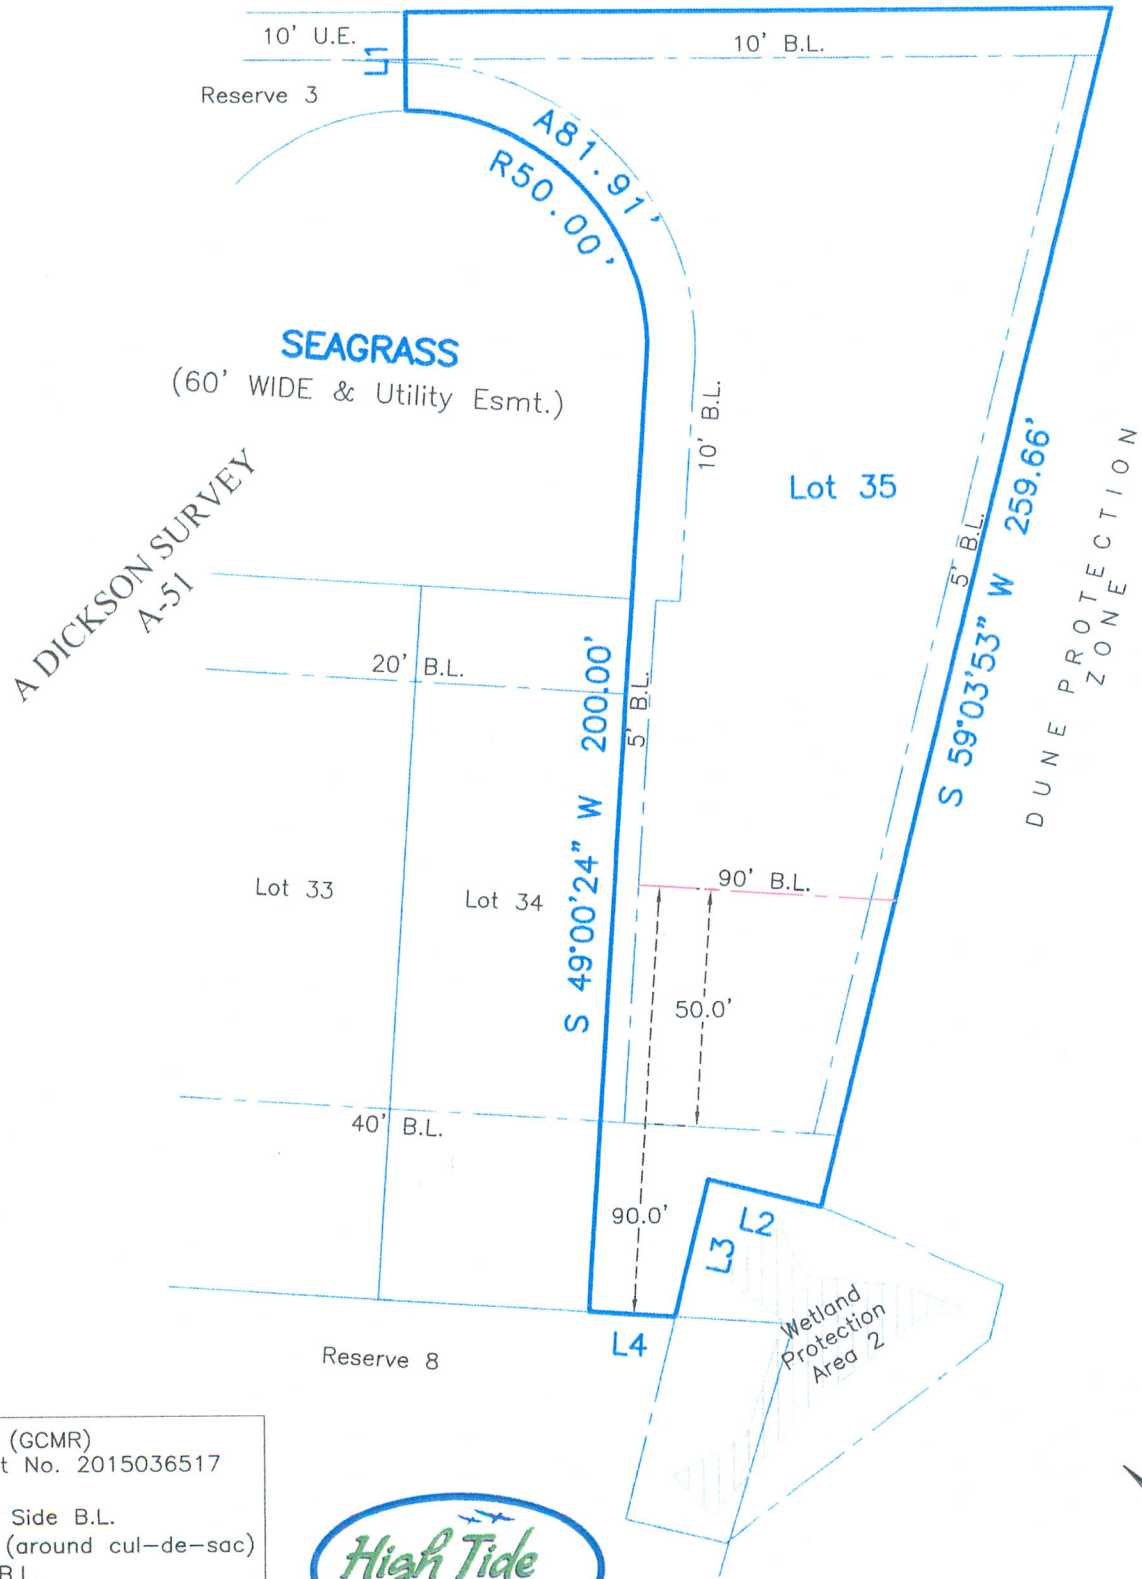 10' U.E.
L1
10' B.L.
Reserve 3
A81.91'
R50.00'
SEAGRASS
(60' WIDE & Utility Esmt.)
10' B.L.
Lot 35
A DICKSON SURVEY
A-51
S 59°03'53" W 259.66'
5' B.L.
DUNE PROTECTION
ZONE
20' B.L.
S 49°00'24" W 200.00'
5' B.L.
90' B.L.
Lot 33
Lot 34
50.0'
40' B.L.
90.0'
L2
L3
L4
Wetland
Protection
Area 2
Reserve 8
(GCMR)
t No. 2015036517
Side B.L.
(around cul-de-sac)
High Tide